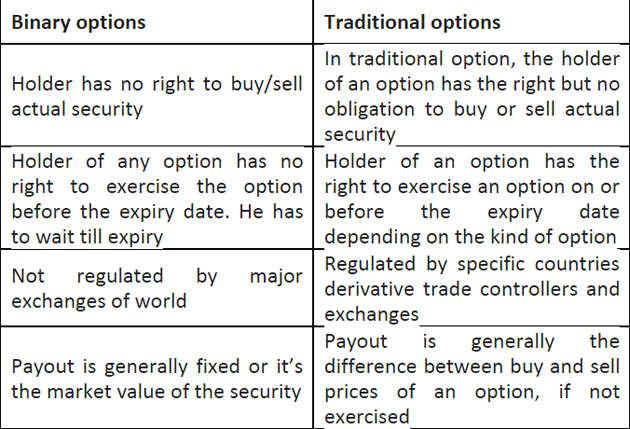 Binary options
Traditional options
Holder has no right to buy/sell
actual security
In traditional option, the holder
of an option has the right but no
obligation to buy or sell actual
security
Holder of any option has no
right to exercise the option
before the expiry date. He has
to wait till expiry
Holder of an option has the
right to exercise an option on or
before the expiry date
depending on the kind of option
Not regulated by major
exchanges of world
Regulated by specific countries
derivative trade controllers and
exchanges
Payout is generally fixed or it's
the market value of the security
Payout is generally the
difference between buy and sell
prices of an option, if not
exercised